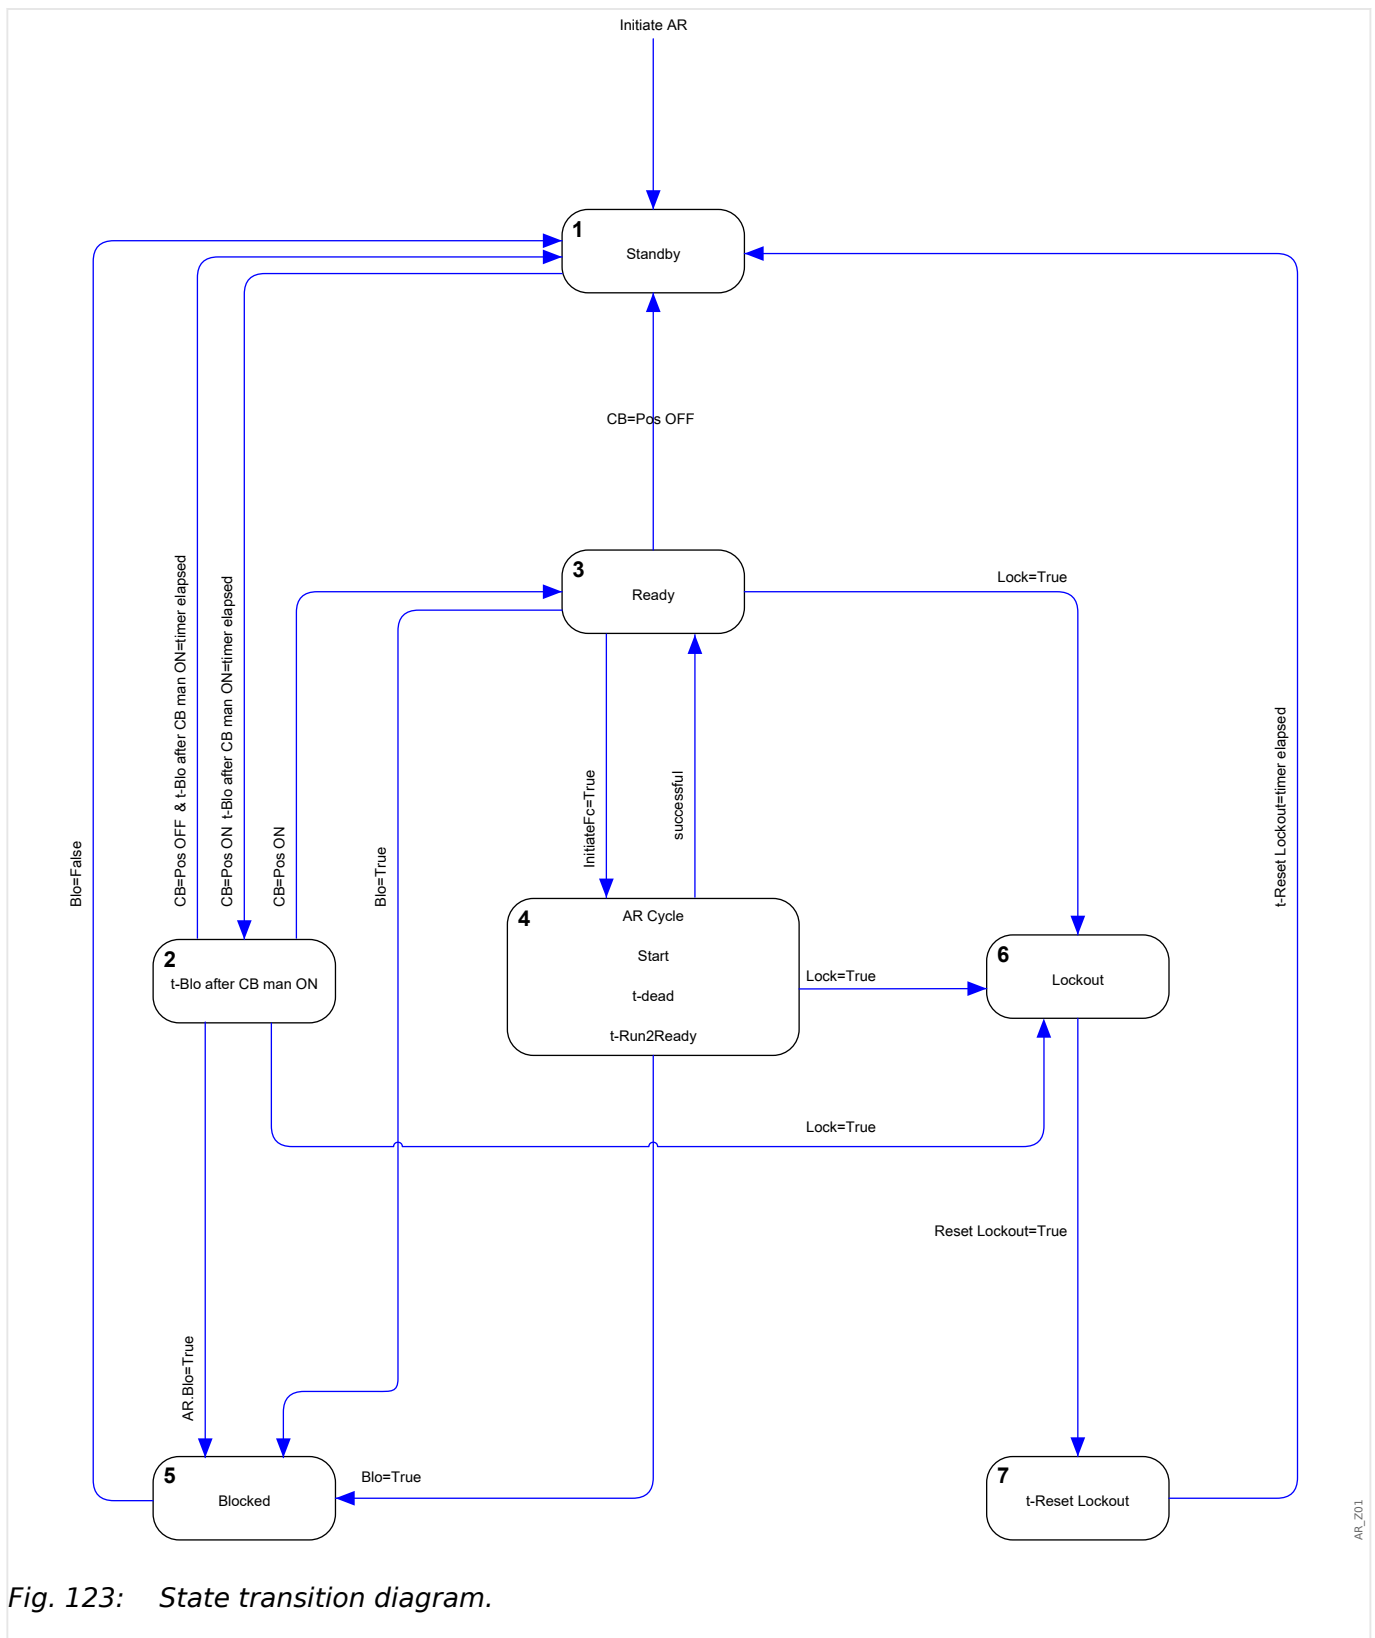 Initiate AR
1
Standby
CB=Pos OFF
3
Ready
Lock=True
CB=Pos OFF & t-Blo after CB man ON=timer elapsed
CB=Pos ON t-Blo after CB man ON=timer elapsed
CB=Pos ON
Blo=False
Blo=True
InitiateFc=True
successful
t-Reset Lockout=timer elapsed
2
t-Blo after CB man ON
4
AR Cycle
Start
t-dead
t-Run2Ready
Lock=True
6
Lockout
Lock=True
Reset Lockout=True
AR.Blo=True
5
Blocked
Blo=True
7
t-Reset Lockout
AR_Z01
Fig. 123: State transition diagram.